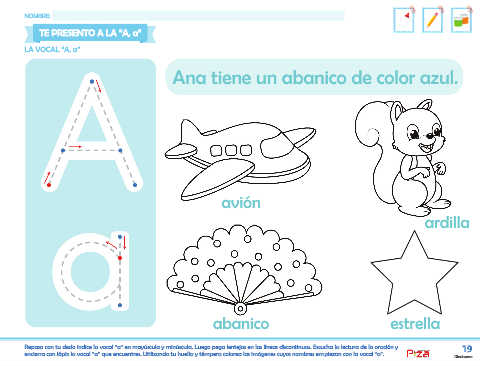 NOMBRE:
TE PRESENTO A LA "A, a"
LA VOCAL "A, a"
Ana tiene un abanico de color azul.
avión
ardilla
abanico
estrella
Repasa con tu dedo índice la vocal "a" en mayúscula y minúscula. Luego pega lentejas en las líneas discontinuas. Escucha la lectura de la oración y
encierra con lápiz la vocal "a" que encuentres. Utilizando tu huella y témpera colorea las imágenes cuyos nombres empiezan con la vocal "a".
19